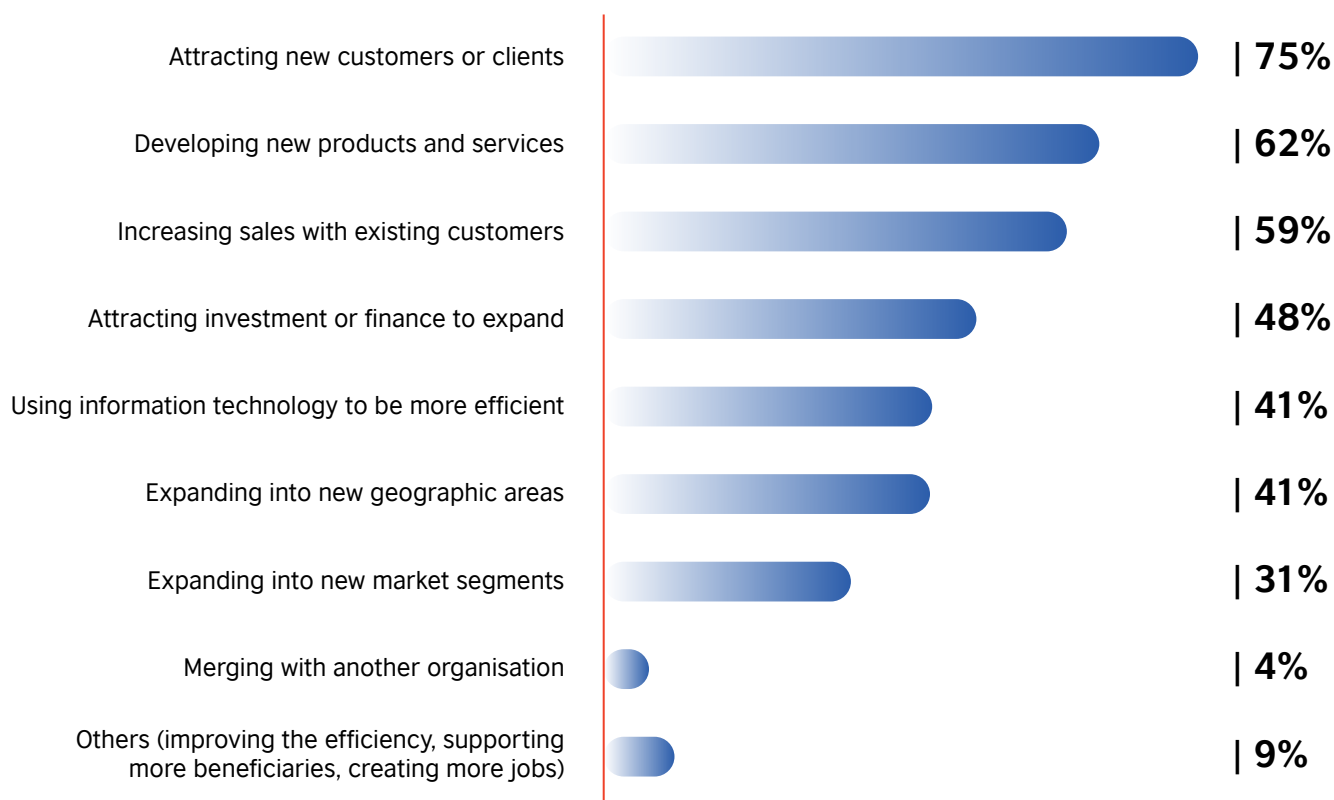 Attracting new customers or clients | 75%
Developing new products and services | 62%
Increasing sales with existing customers | 59%
Attracting investment or finance to expand | 48%
Using information technology to be more efficient | 41%
Expanding into new geographic areas | 41%
Expanding into new market segments | 31%
Merging with another organisation | 4%
Others (improving the efficiency, supporting
more beneficiaries, creating more jobs) | 9%